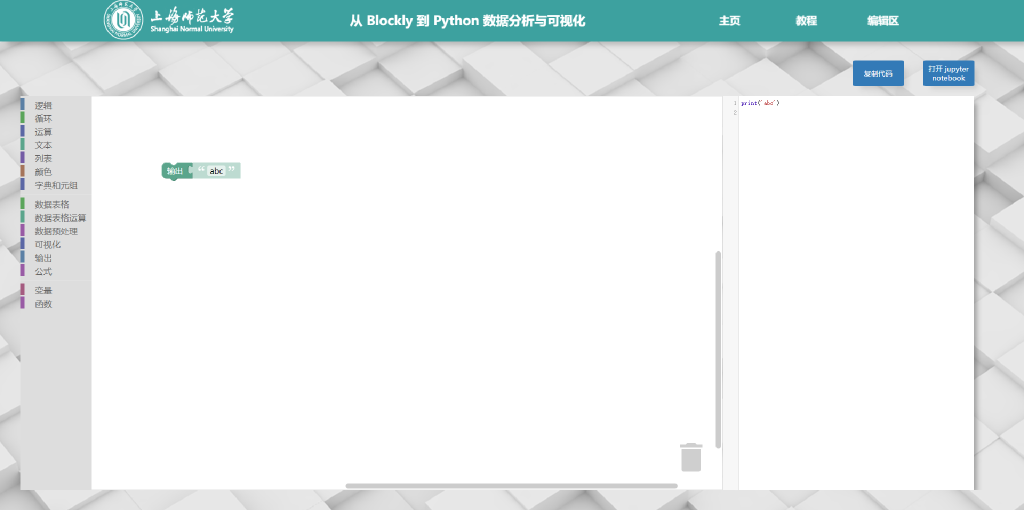 上海师范大学
Shanghai Normal University
从 Blockly 到 Python 数据分析与可视化
主页
教程
编辑区
复制代码
打开 jupyter
notebook
逻辑
循环
运算
文本
列表
颜色
字典和元组
数据表格
数据表格运算
数据预处理
可视化
输出
公式
变量
函数
输出 “ abc ”
1 print('abc')
2